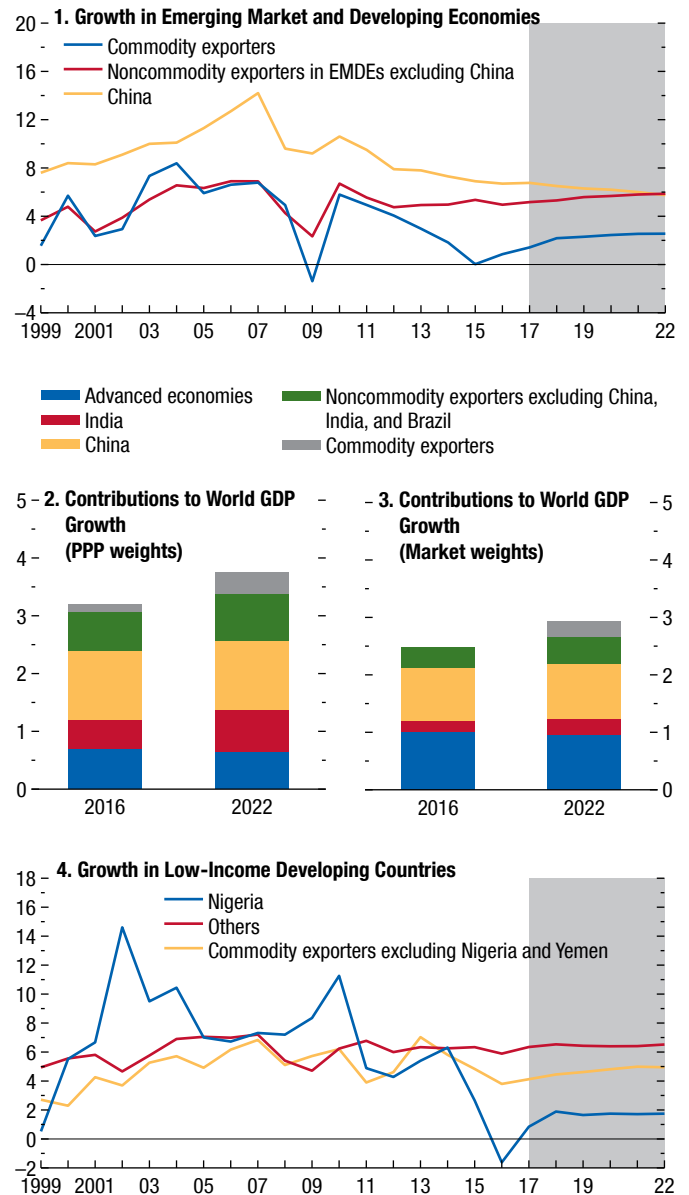 1. Growth in Emerging Market and Developing Economies
Commodity exporters
Noncommodity exporters in EMDEs excluding China
China
20
16
12
8
4
0
–4
1999 2001 03 05 07 09 11 13 15 17 19 22
Advanced economies
India
China
Noncommodity exporters excluding China,
India, and Brazil
Commodity exporters
2. Contributions to World GDP
Growth
(PPP weights)
5
4
3
2
1
0
2016 2022
3. Contributions to World GDP
Growth
(Market weights)
5
4
3
2
1
0
2016 2022
4. Growth in Low-Income Developing Countries
Nigeria
Others
Commodity exporters excluding Nigeria and Yemen
18
16
14
12
10
8
6
4
2
0
–2
1999 2001 03 05 07 09 11 13 15 17 19 22